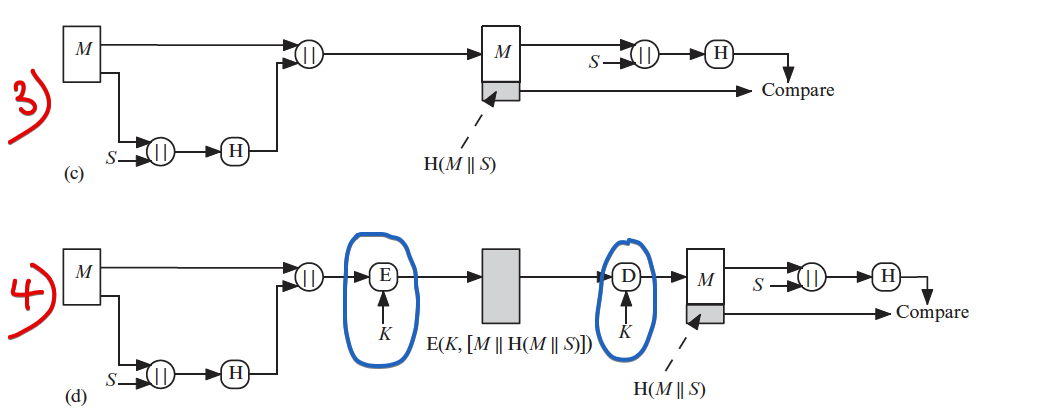 3)
M
||
M
S
||
H
Compare
S
||
H
H(M || S)
(c)
4)
M
||
E
K
E(K, [M || H(M || S)])
D
K
M
S
||
H
Compare
S
||
H
H(M || S)
(d)